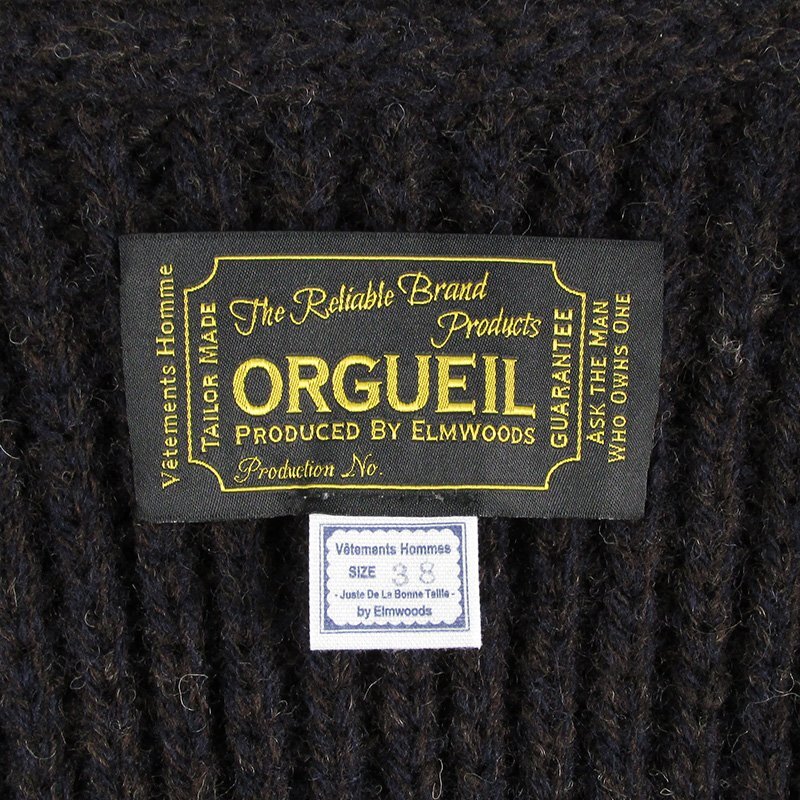 Vêtements Homme
TAILOR MADE
The Reliable Brand
Products
ORGUEIL
PRODUCED BY ELMWOODS
Production No.
GUARANTEE
ASK THE MAN
WHO OWNS ONE
Vêtements Hommes
SIZE 38
- Juste De La Bonne Taille -
by Elmwoods